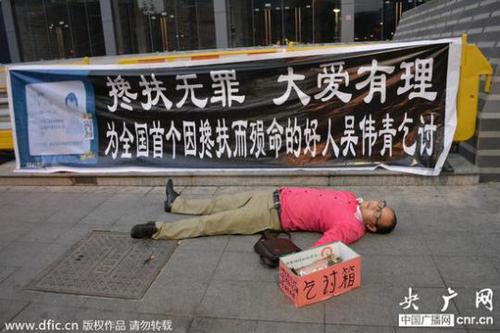 搀扶无罪 大爱有理
为全国首个因搀扶而殒命的好人吴伟青乞讨
乞讨箱
央广网
中国广播网 cnr.cn
www.dfic.cn 版权作品 请勿转载